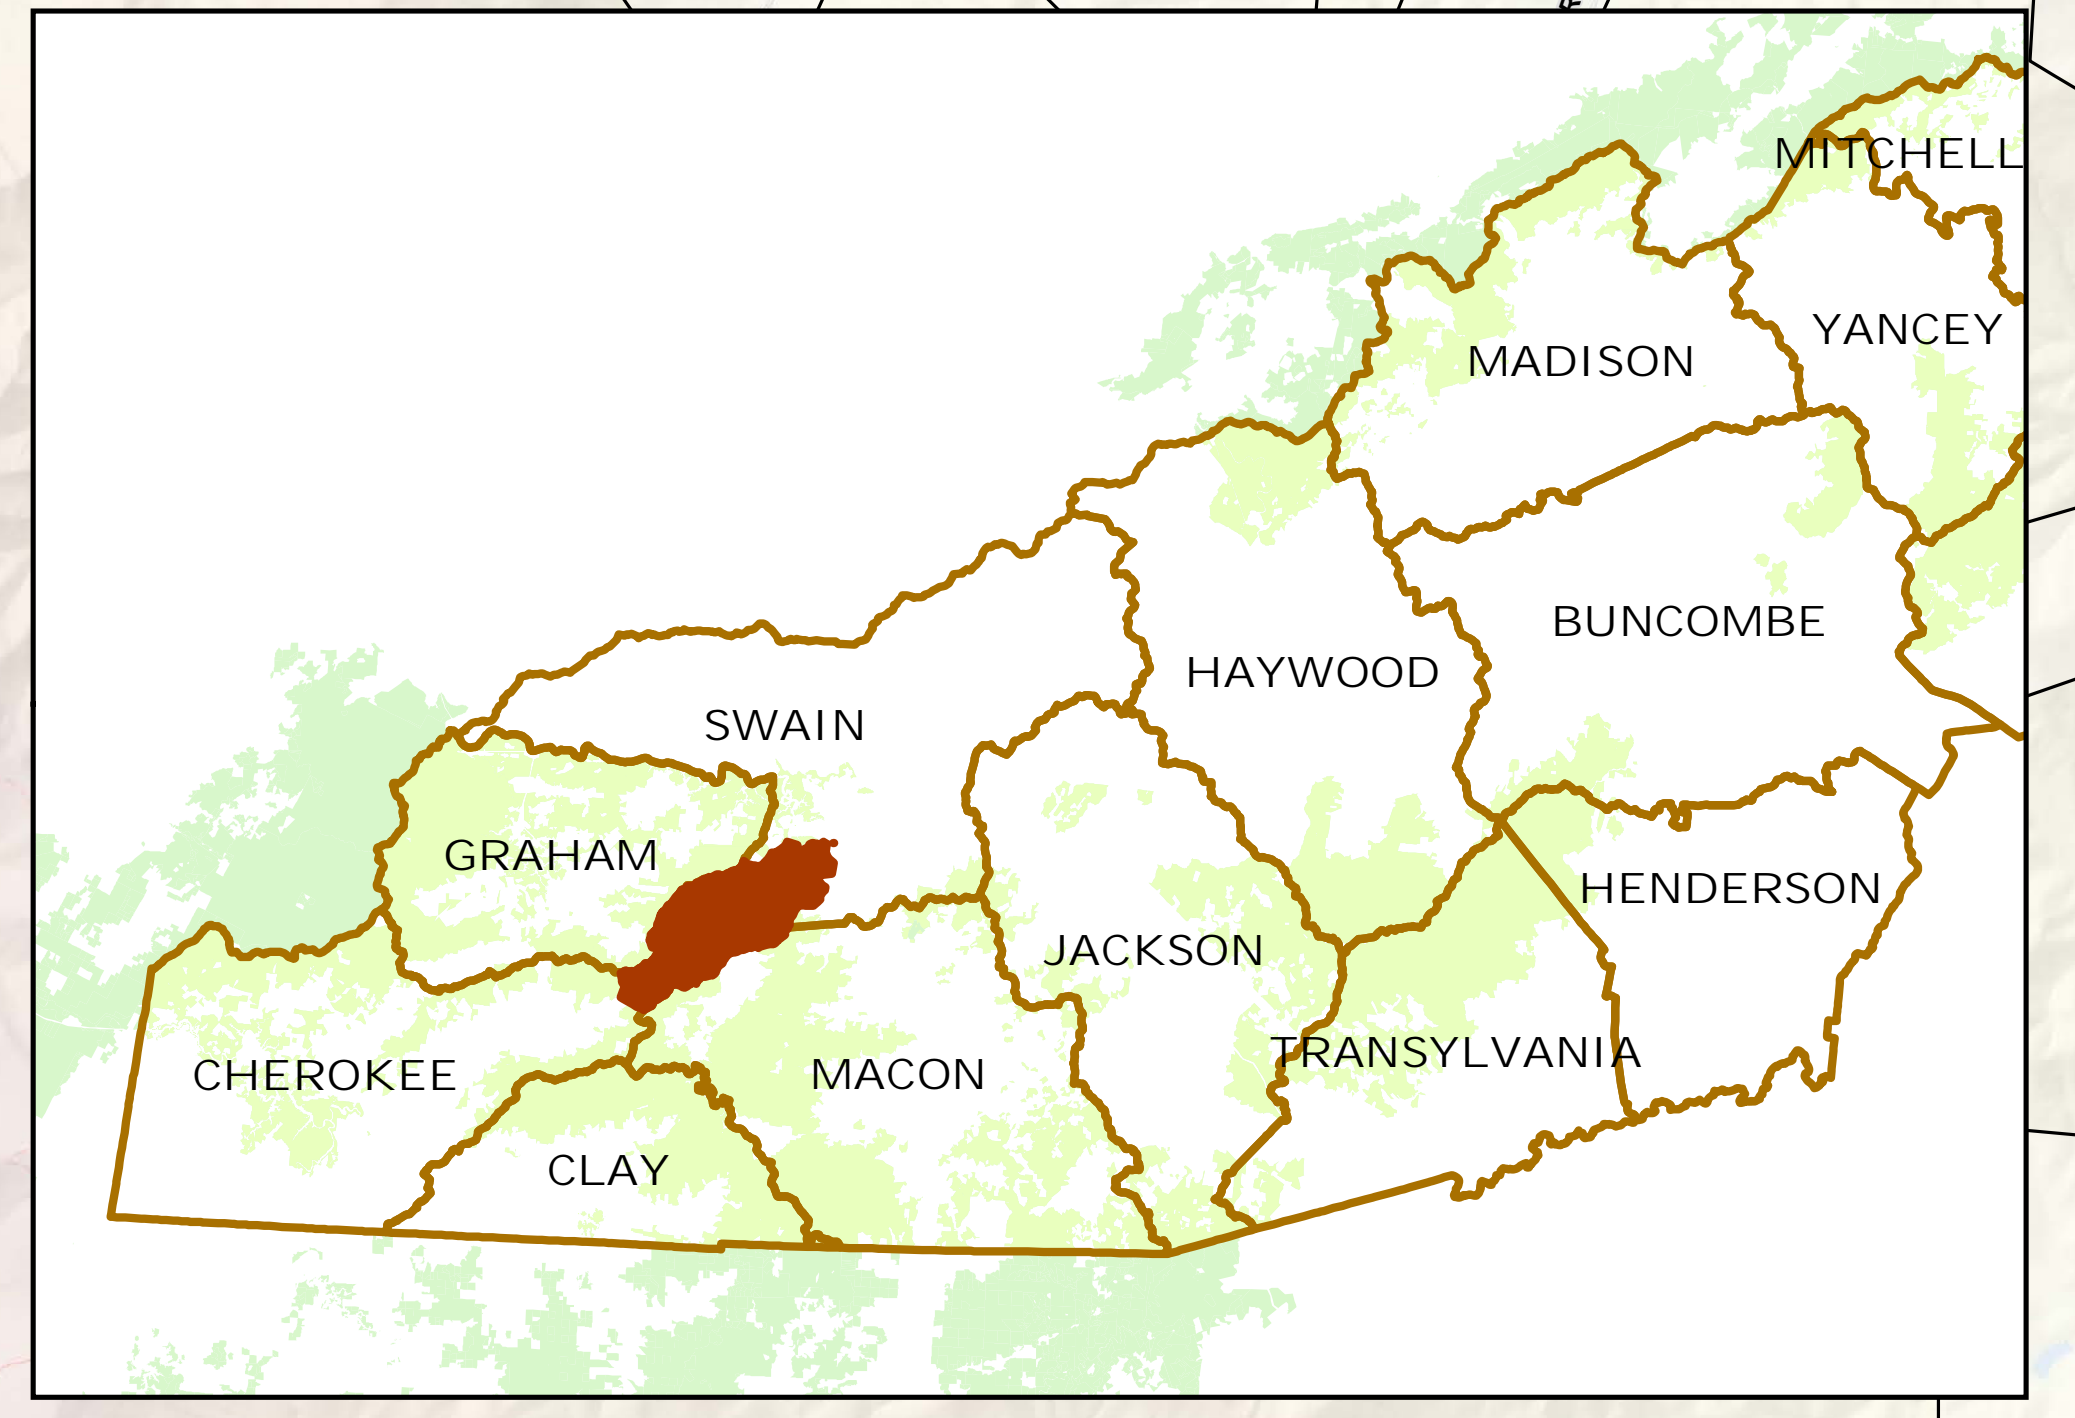 MITCHELL
YANCEY
MADISON
BUNCOMBE
HAYWOOD
SWAIN
GRAHAM
HENDERSON
JACKSON
TRANSYLVANIA
CHEROKEE
MACON
CLAY